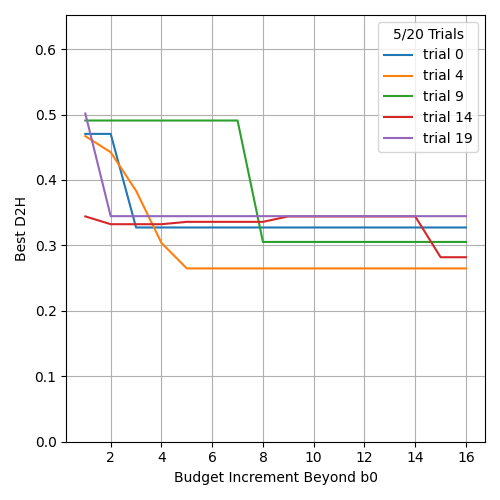 5/20 Trials
trial 0
trial 4
trial 9
trial 14
trial 19
Best D2H
0.6
0.5
0.4
0.3
0.2
0.1
0.0
2 4 6 8 10 12 14 16
Budget Increment Beyond b0